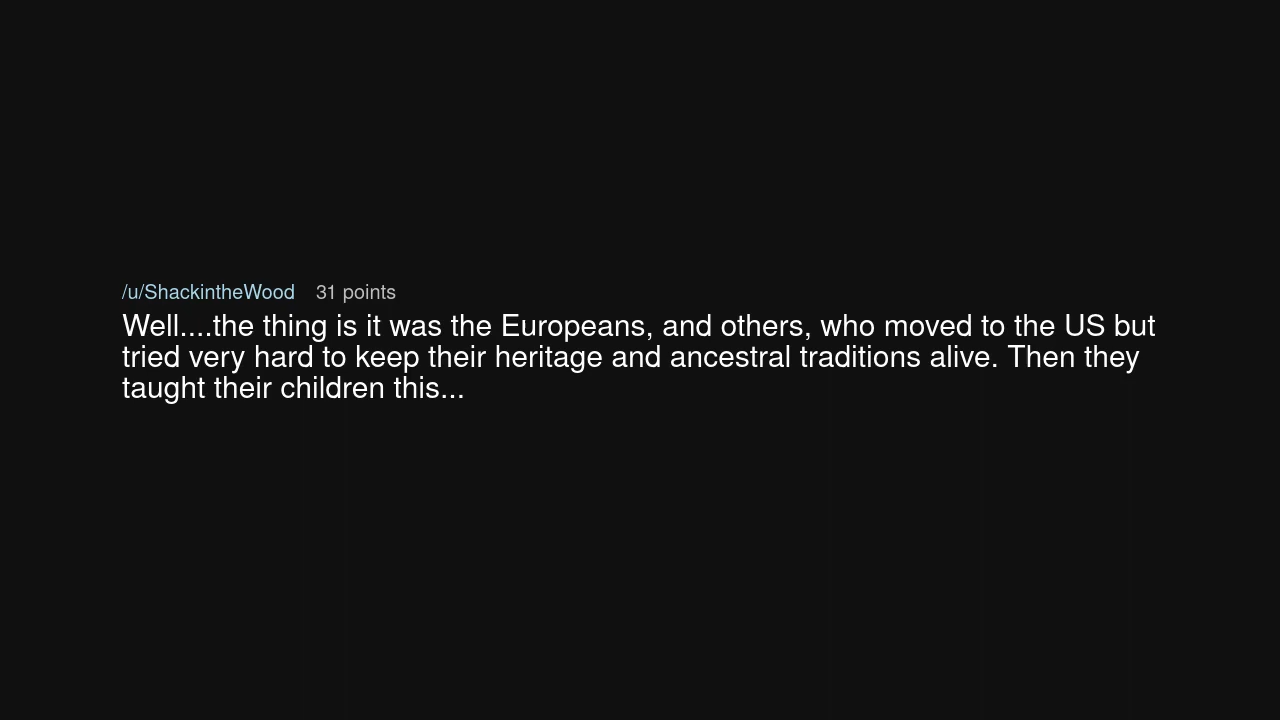 /u/ShackintheWood 31 points
Well....the thing is it was the Europeans, and others, who moved to the US but
tried very hard to keep their heritage and ancestral traditions alive. Then they
taught their children this...